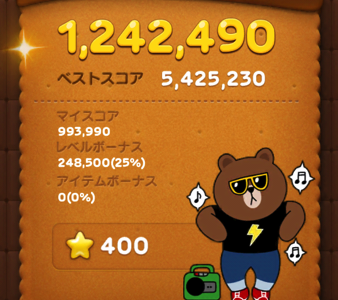 1,242,490
ベストスコア 5,425,230
マイスコア
993,990
レベルボーナス
248,500(25%)
アイテムボーナス
0(0%)
400